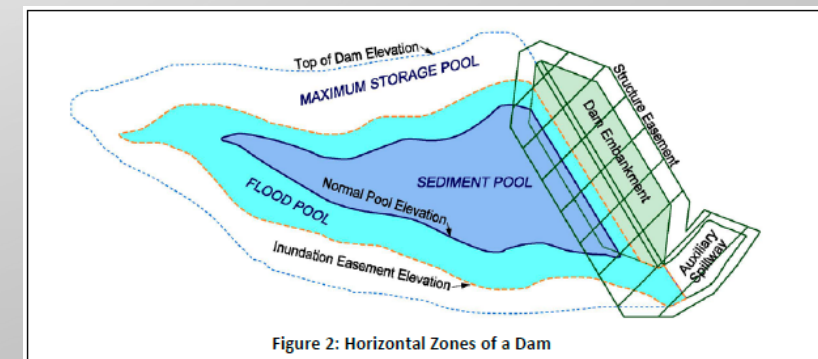 Top of Dam Elevation
MAXIMUM STORAGE POOL
Structure Easement
Dam Embankment
SEDIMENT POOL
Normal Pool Elevation
FLOOD POOL
Inundation Easement Elevation
Auxiliary
Spillway
Figure 2: Horizontal Zones of a Dam